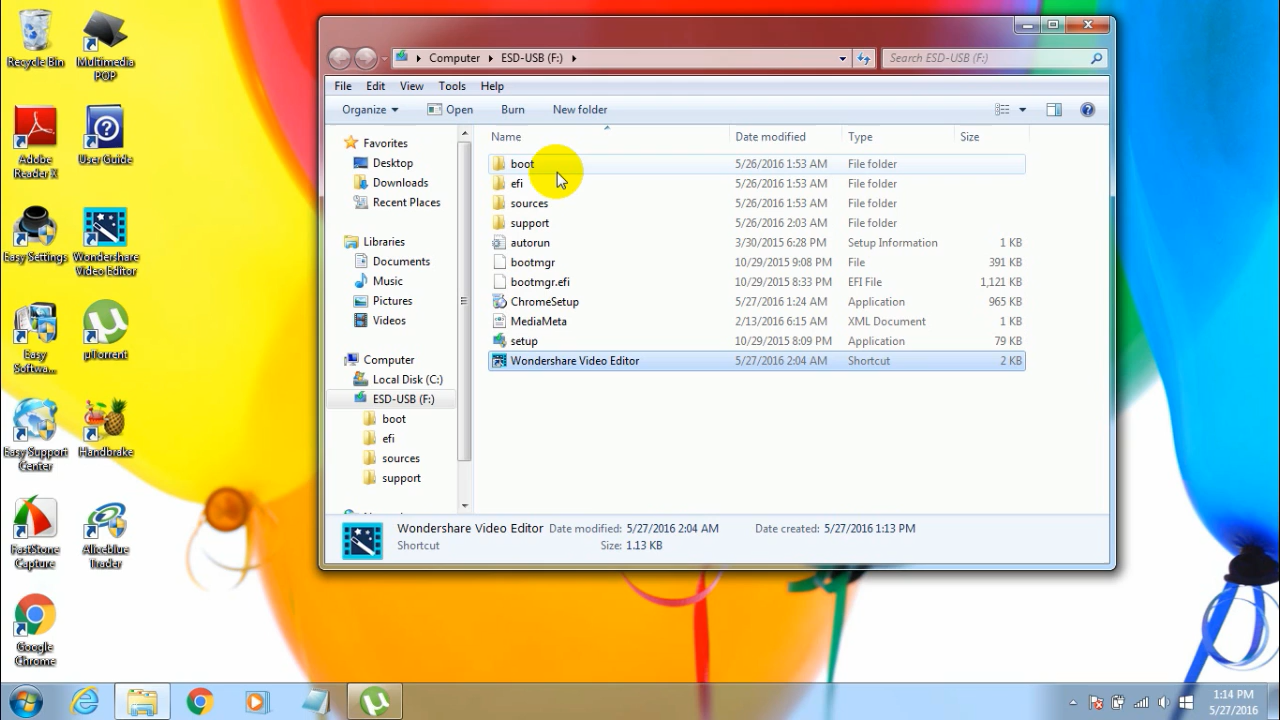 Recycle Bin
Multimedia
POP
Adobe
Reader X
User Guide
Easy Settings
Wondershare
Video Editor
Easy
Softwa...
µTorrent
Easy Support
Center
Handbrake
FastStone
Capture
Aliceblue
Trader
Google
Chrome
Computer ESD-USB (F:)
Search ESD-USB (F:)
File Edit View Tools Help
Organize Open Burn New folder
Favorites
Desktop
Downloads
Recent Places
Libraries
Documents
Music
Pictures
Videos
Computer
Local Disk (C:)
ESD-USB (F:)
boot
efi
sources
support
Name Date modified Type Size
boot 5/26/2016 1:53 AM File folder
efi 5/26/2016 1:53 AM File folder
sources 5/26/2016 1:53 AM File folder
support 5/26/2016 2:03 AM File folder
autorun 3/30/2015 6:28 PM Setup Information 1 KB
bootmgr 10/29/2015 9:08 PM File 391 KB
bootmgr.efi 10/29/2015 8:33 PM EFI File 1,121 KB
ChromeSetup 5/27/2016 1:24 AM Application 965 KB
MediaMeta 2/13/2016 6:15 AM XML Document 1 KB
setup 10/29/2015 8:09 PM Application 79 KB
Wondershare Video Editor 5/27/2016 2:04 AM Shortcut 2 KB
Wondershare Video Editor Date modified: 5/27/2016 2:04 AM Date created: 5/27/2016 1:13 PM
Shortcut Size: 1.13 KB
1:14 PM
5/27/2016